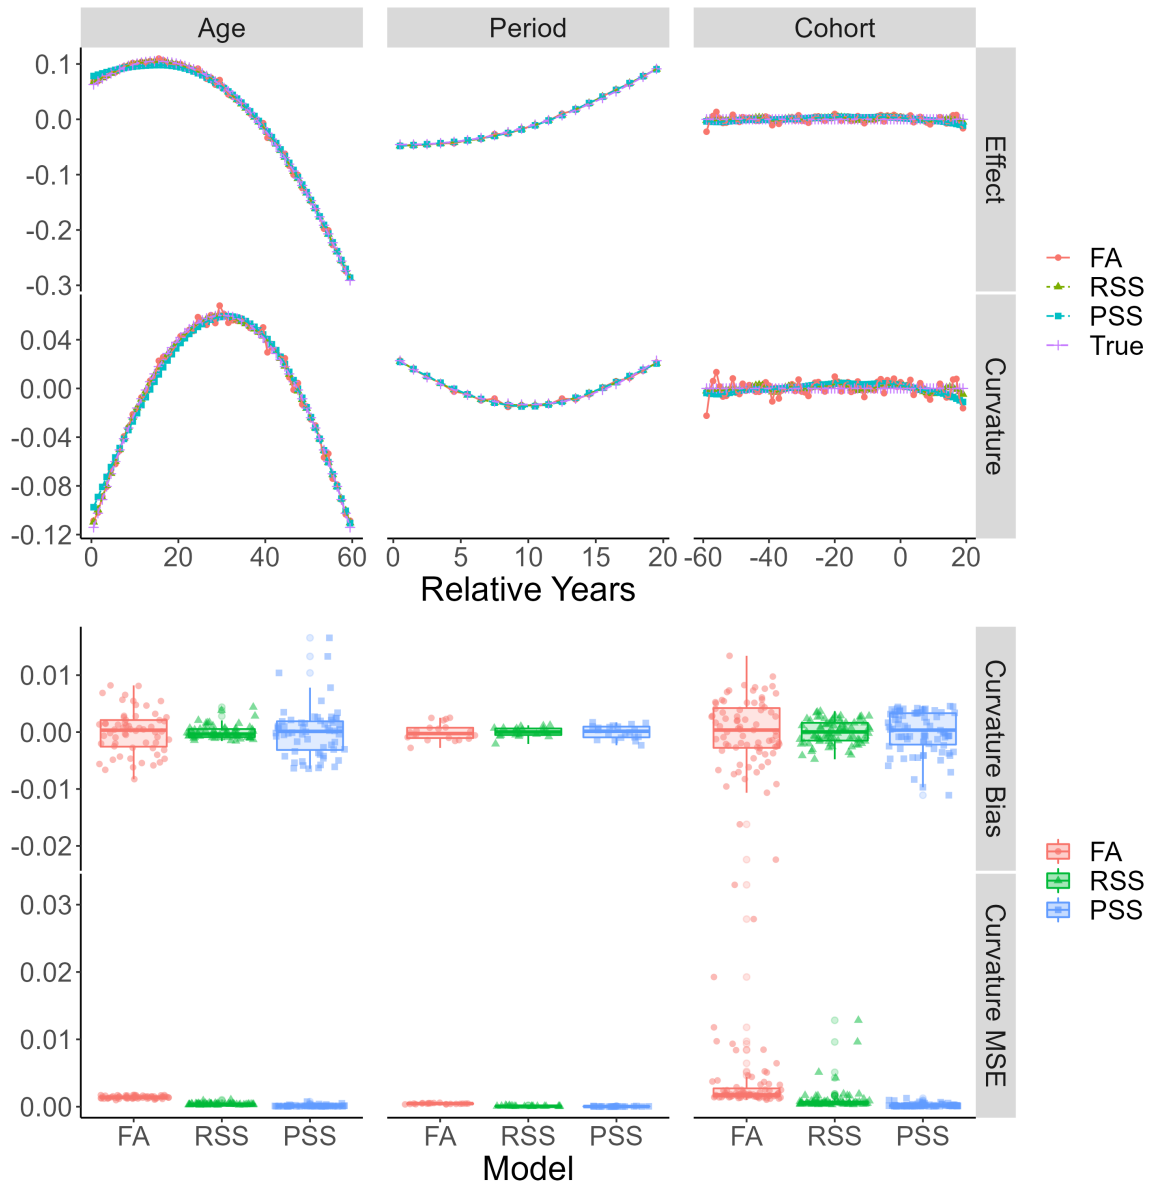 Age Period Cohort
0.1
0.0
-0.1
-0.2
-0.3
Effect
0.04
0.00
-0.04
-0.08
-0.12
Curvature
0 20 40 60 0 5 10 15 20 -60 -40 -20 0 20
Relative Years
FA
RSS
PSS
True
0.01
0.00
-0.01
-0.02
Curvature Bias
0.03
0.02
0.01
0.00
Curvature MSE
FA RSS PSS FA RSS PSS FA RSS PSS
Model
FA
RSS
PSS